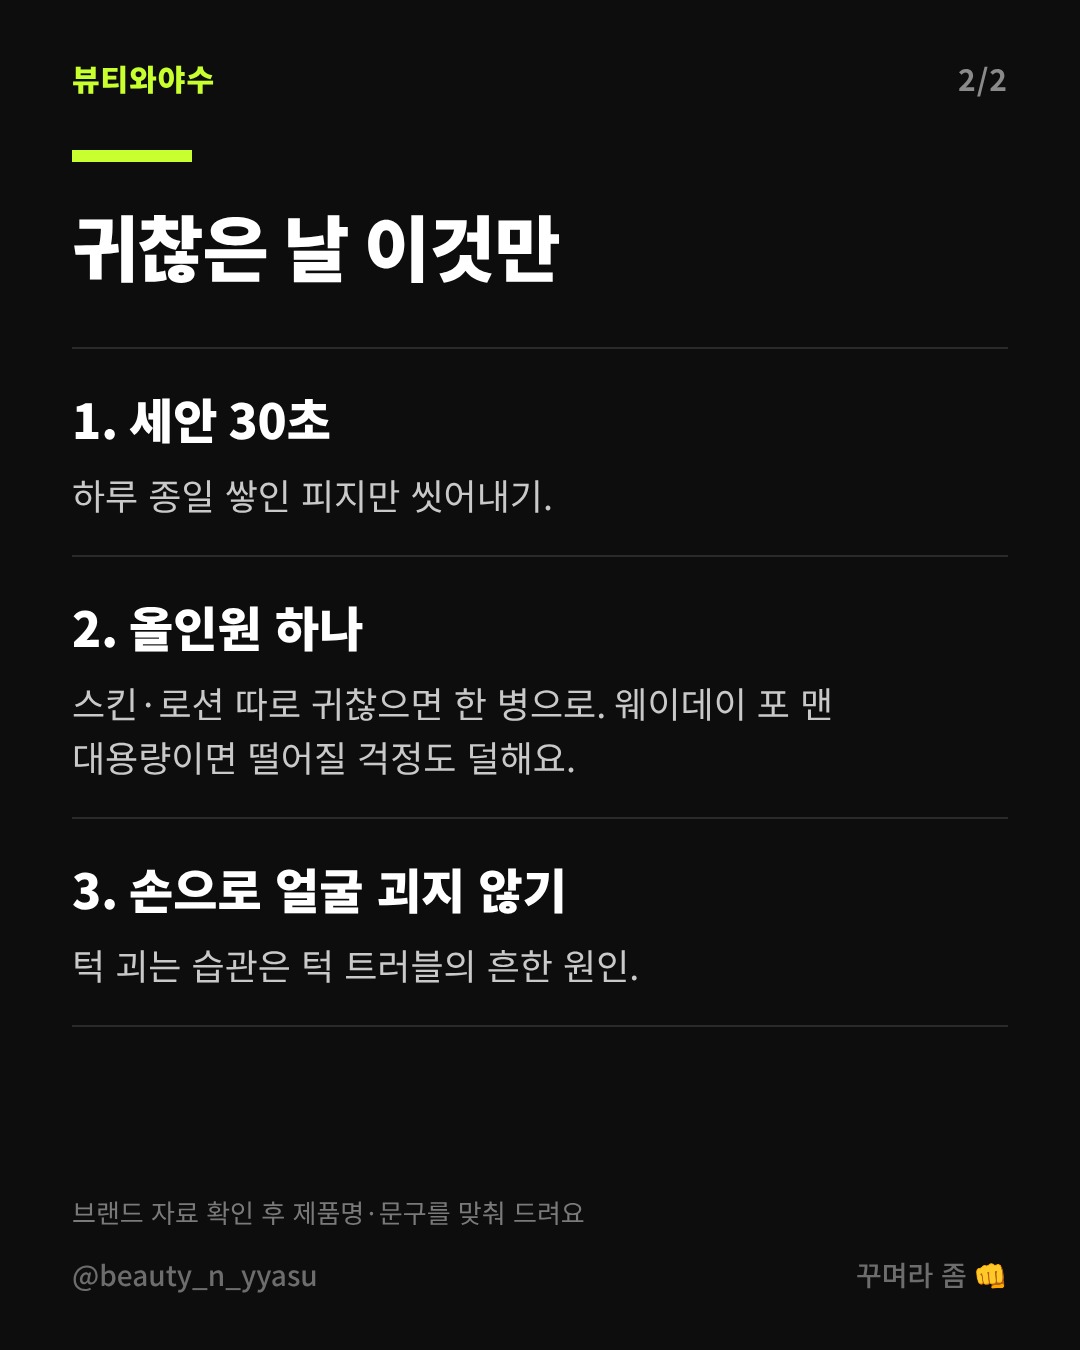 뷰티와야수
2/2
귀찮은 날 이것만
1. 세안 30초
하루 종일 쌓인 피지만 씻어내기.
2. 올인원 하나
스킨·로션 따로 귀찮으면 한 병으로. 웨이데이 포 맨
대용량이면 떨어질 걱정도 덜해요.
3. 손으로 얼굴 괴지 않기
턱 괴는 습관은 턱 트러블의 흔한 원인.
브랜드 자료 확인 후 제품명·문구를 맞춰 드려요
@beauty_n_yyasu
꾸며라 좀 👊